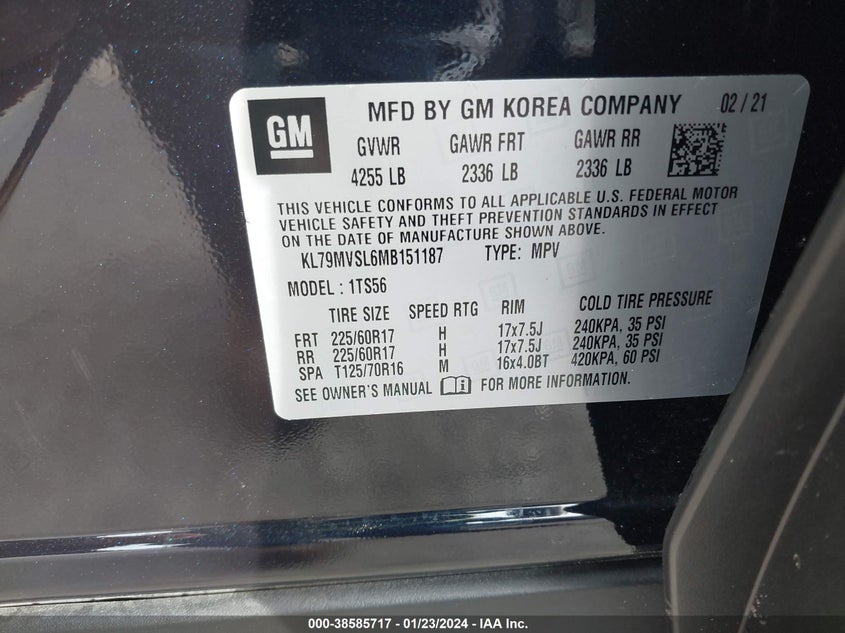 GM
MFD BY GM KOREA COMPANY 02 / 21
GVWR GAWR FRT GAWR RR
4255 LB 2336 LB 2336 LB
THIS VEHICLE CONFORMS TO ALL APPLICABLE U.S. FEDERAL MOTOR
VEHICLE SAFETY AND THEFT PREVENTION STANDARDS IN EFFECT
ON THE DATE OF MANUFACTURE SHOWN ABOVE.
KL79MVSL6MB151187 TYPE: MPV
MODEL : 1TS56
TIRE SIZE SPEED RTG RIM COLD TIRE PRESSURE
FRT 225/60R17 H 17x7.5J 240KPA, 35 PSI
RR 225/60R17 H 17x7.5J 240KPA, 35 PSI
SPA T125/70R16 M 16x4.0BT 420KPA, 60 PSI
SEE OWNER'S MANUAL FOR MORE INFORMATION.
000-38585717 - 01/23/2024 - IAA Inc.